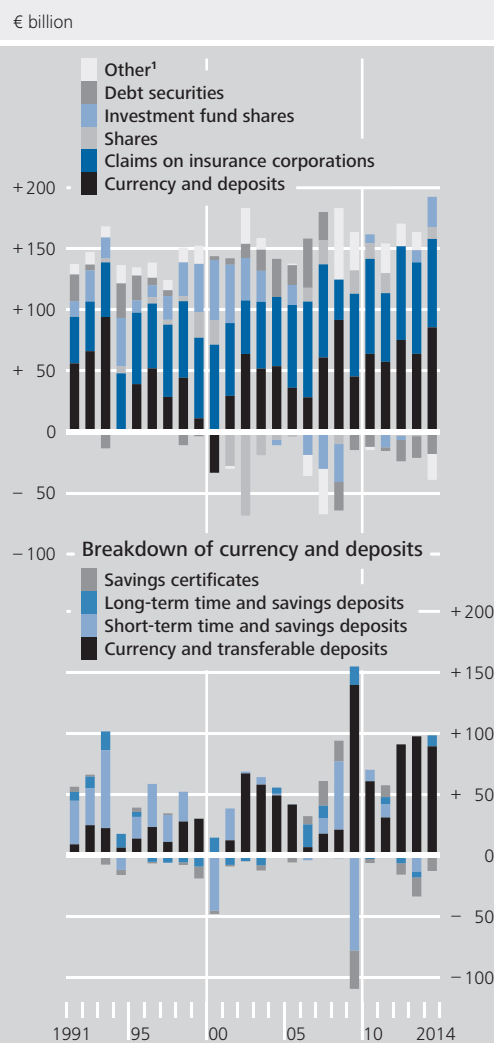 € billion
Other¹
Debt securities
Investment fund shares
Shares
Claims on insurance corporations
Currency and deposits
+ 200
+ 150
+ 100
+ 50
0
− 50
− 100
Breakdown of currency and deposits
Savings certificates
Long-term time and savings deposits
Short-term time and savings deposits
Currency and transferable deposits
+ 200
+ 150
+ 100
+ 50
0
− 50
− 100
1991 95 00 05 10 2014